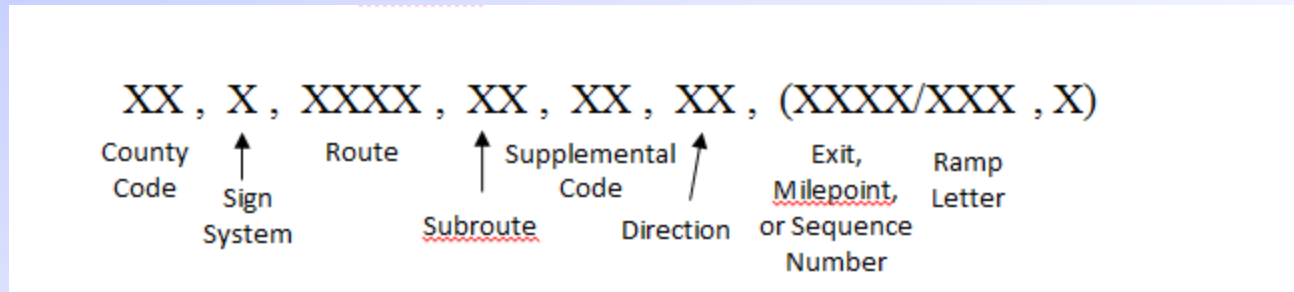 XX , X , XXXX , XX , XX , XX , (XXXX/XXX , X)
County
Code
Sign
System
Route
Subroute
Supplemental
Code
Direction
Exit,
Milepoint,
or Sequence
Number
Ramp
Letter